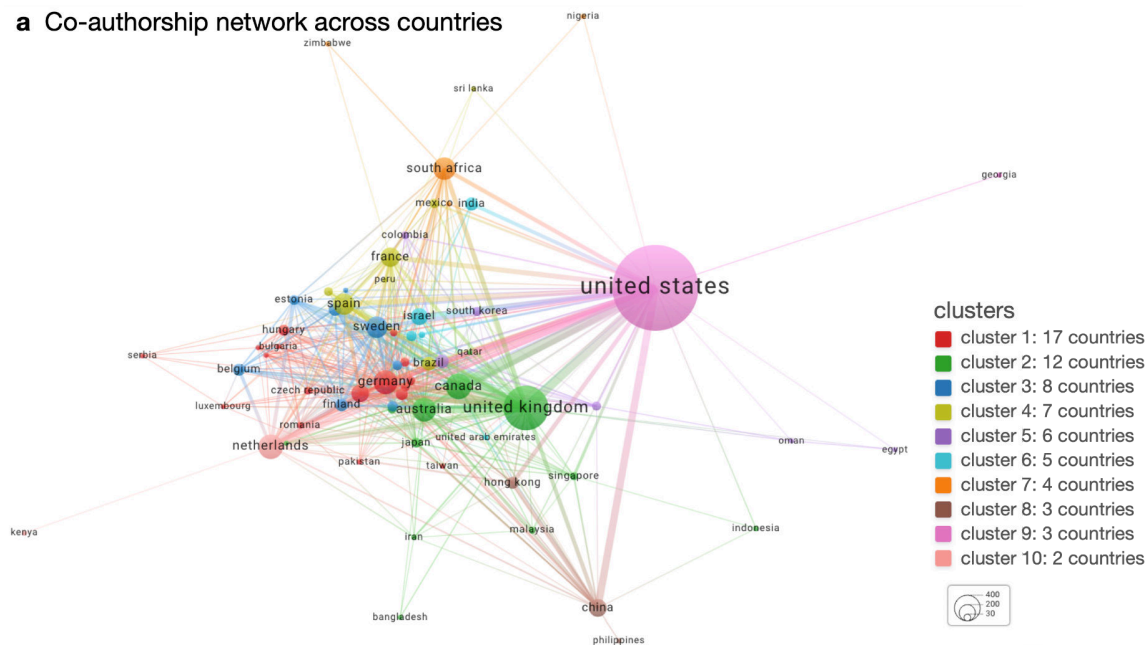 a Co-authorship network across countries
nigeria
zimbabwe
sri lanka
south africa
georgia
mexico india
colombia
france
peru
united states
estonia
spain
israel
south korea
sweden
hungary
bulgaria
qatar
serbia
brazil
belgium
germany
czech republic
canada
luxembourg
finland
australia
united kingdom
romania
netherlands
japan
united arab emirates
oman
egypt
pakistan
taiwan
singapore
hong kong
kenya
iran
malaysia
indonesia
bangladesh
china
philippines
clusters
cluster 1: 17 countries
cluster 2: 12 countries
cluster 3: 8 countries
cluster 4: 7 countries
cluster 5: 6 countries
cluster 6: 5 countries
cluster 7: 4 countries
cluster 8: 3 countries
cluster 9: 3 countries
cluster 10: 2 countries
400
200
30